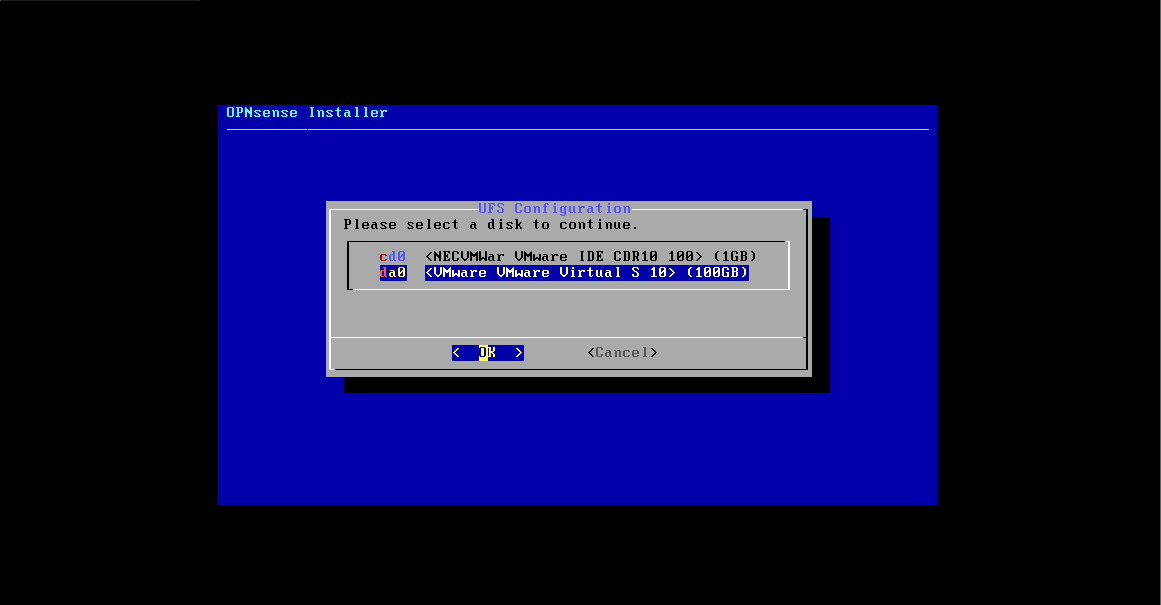 OPNsense Installer
UFS Configuration
Please select a disk to continue.
cd0 <NECVMWar VMware IDE CDR10 100> (1GB)
da0 <VMware VMware Virtual S 10> (100GB)
< OK > <Cancel>